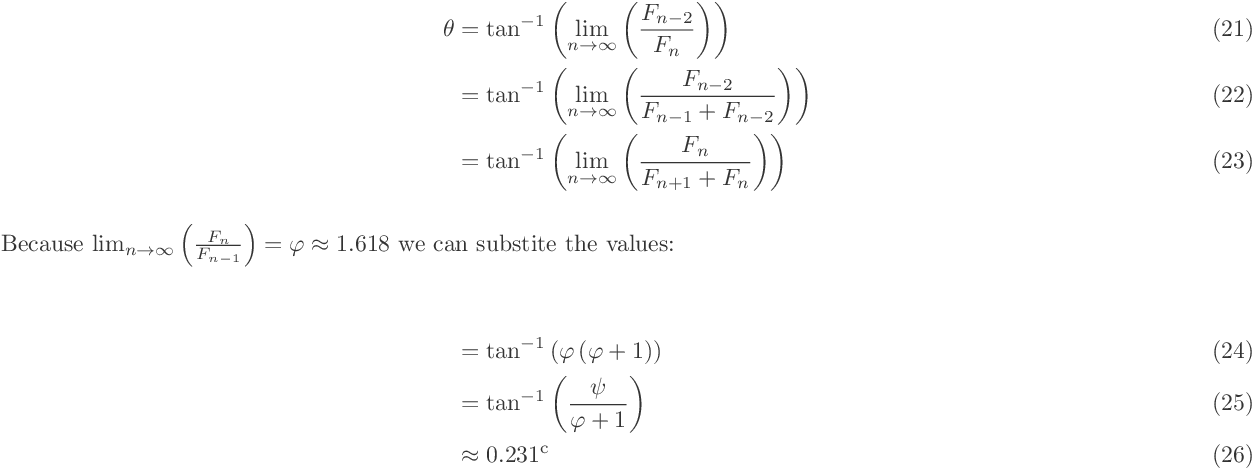 θ = tan⁻¹ ( lim_{n→∞} ( F_{n−2} / F_n ) ) (21)
= tan⁻¹ ( lim_{n→∞} ( F_{n−2} / (F_{n−1} + F_{n−2}) ) ) (22)
= tan⁻¹ ( lim_{n→∞} ( F_n / (F_{n+1} + F_n) ) ) (23)
Because lim_{n→∞} ( F_n / F_{n−1} ) = φ ≈ 1.618 we can substite the values:
= tan⁻¹ (φ (φ + 1)) (24)
= tan⁻¹ ( ψ / (φ + 1) ) (25)
≈ 0.231ᶜ (26)